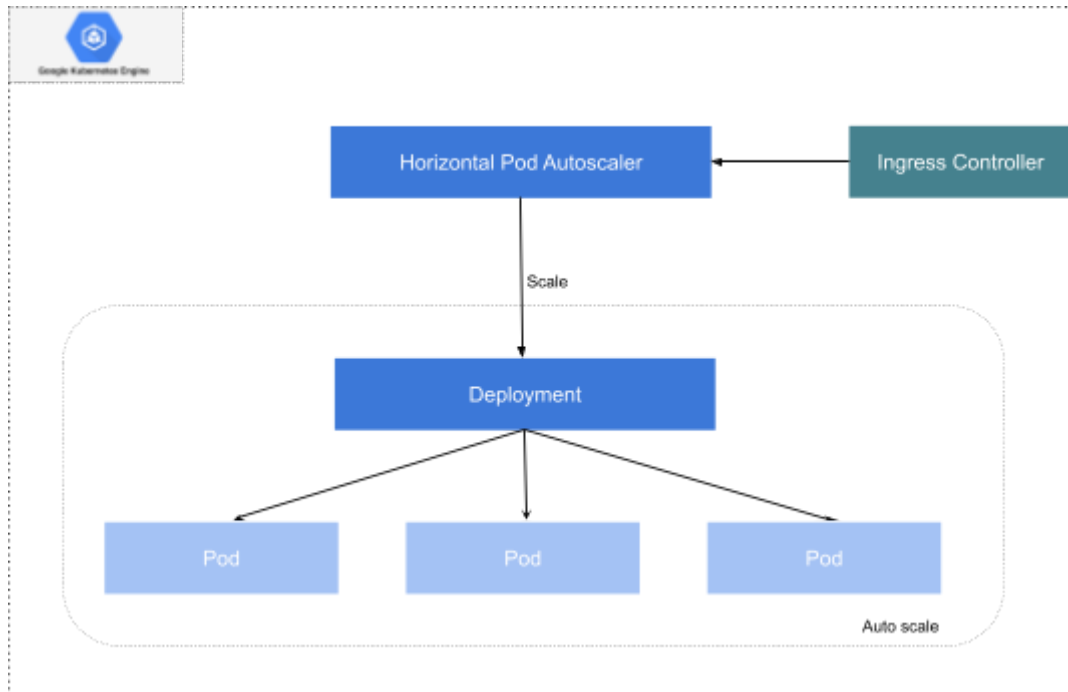 Google Kubernetes Engine
Horizontal Pod Autoscaler
Ingress Controller
Scale
Deployment
Pod
Pod
Pod
Auto scale